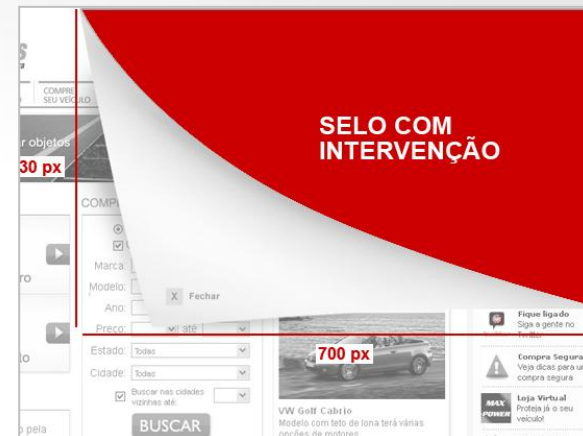 COMPRE
SEU VEÍCULO
SELO COM
INTERVENÇÃO
r objetos
30 px
COMP
Marca:
Modelo:
X Fechar
Ano:
Preço:
até
Estado: Todas
700 px
Cidade: Todas
Buscar nas cidades
vizinhas até:
BUSCAR
VW Golf Cabrio
Modelo com teto de lona terá várias
opções de motores
Fique ligado
Siga a gente no
Twitter
Compra Segura
Veja dicas para um
compra segura
MAX
POWER
Loja Virtual
Proteja já o seu
veículo!
ro
lo
o pela